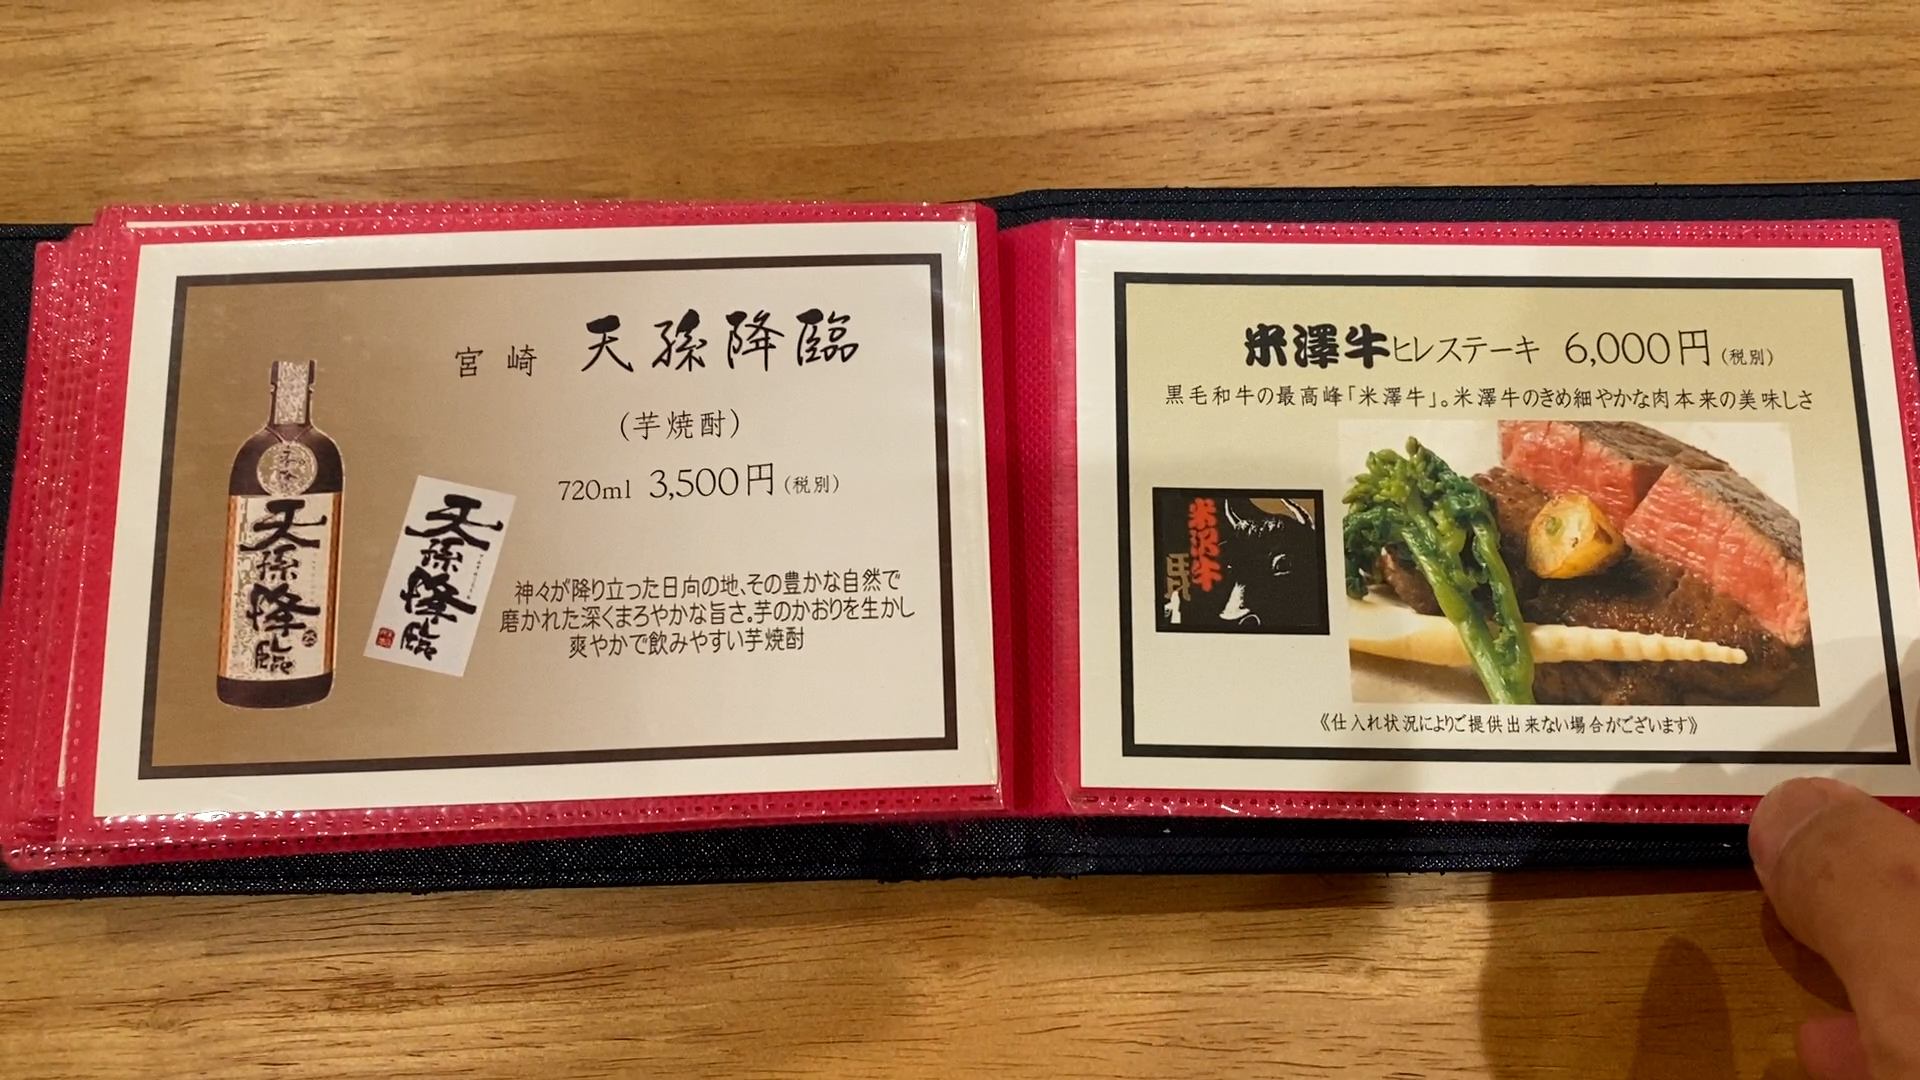 宮崎 天孫降臨
(芋焼酎)
720ml 3,500円(税別)
天孫降臨
天孫降臨
神々が降り立った日向の地、その豊かな自然で
磨かれた深くまろやかな旨さ。芋のかおりを生かし
爽やかで飲みやすい芋焼酎
米澤牛ヒレステーキ 6,000円(税別)
黒毛和牛の最高峰「米澤牛」。米澤牛のきめ細やかな肉本来の美味しさ
米沢牛
《仕入れ状況によりご提供出来ない場合がございます》